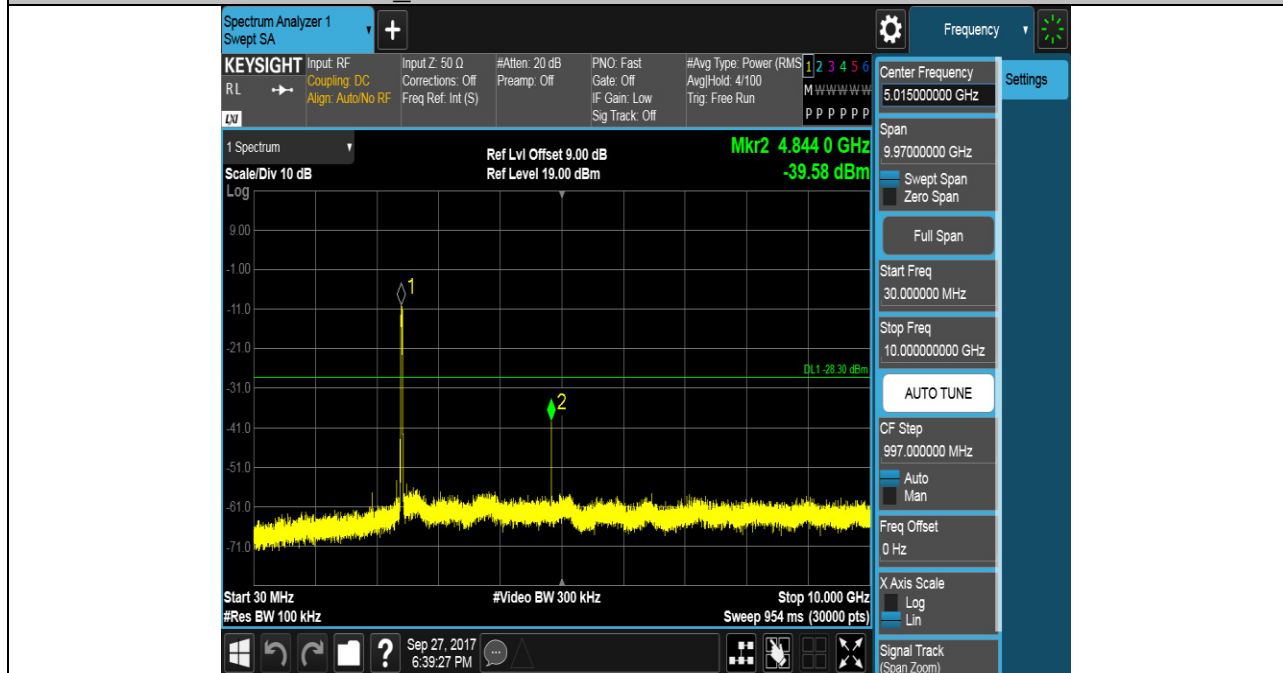 Spectrum Analyzer 1
Swept SA
+
Frequency
KEYSIGHT
Input: RF
Input Z: 50 Ω
#Atten: 20 dB
PNO: Fast
#Avg Type: Power (RMS
1 2 3 4 5 6
RL
Coupling: DC
Corrections: Off
Preamp: Off
Gate: Off
Avg|Hold: 4/100
M W W W W W
Align: Auto/No RF
Freq Ref: Int (S)
IF Gain: Low
Trig: Free Run
LXI
Sig Track: Off
P P P P P P
1 Spectrum
Ref Lvl Offset 9.00 dB
Mkr2 4.844 0 GHz
Scale/Div 10 dB
Ref Level 19.00 dBm
-39.58 dBm
Log
9.00
-1.00
1
-11.0
-21.0
DL1 -28.30 dBm
-31.0
2
-41.0
-51.0
-61.0
-71.0
Start 30 MHz
#Video BW 300 kHz
Stop 10.000 GHz
#Res BW 100 kHz
Sweep 954 ms (30000 pts)
?
Sep 27, 2017
6:39:27 PM
Center Frequency
5.015000000 GHz
Settings
Span
9.97000000 GHz
Swept Span
Zero Span
Full Span
Start Freq
30.000000 MHz
Stop Freq
10.000000000 GHz
AUTO TUNE
CF Step
997.000000 MHz
Auto
Man
Freq Offset
0 Hz
X Axis Scale
Log
Lin
Signal Track
(Span Zoom)